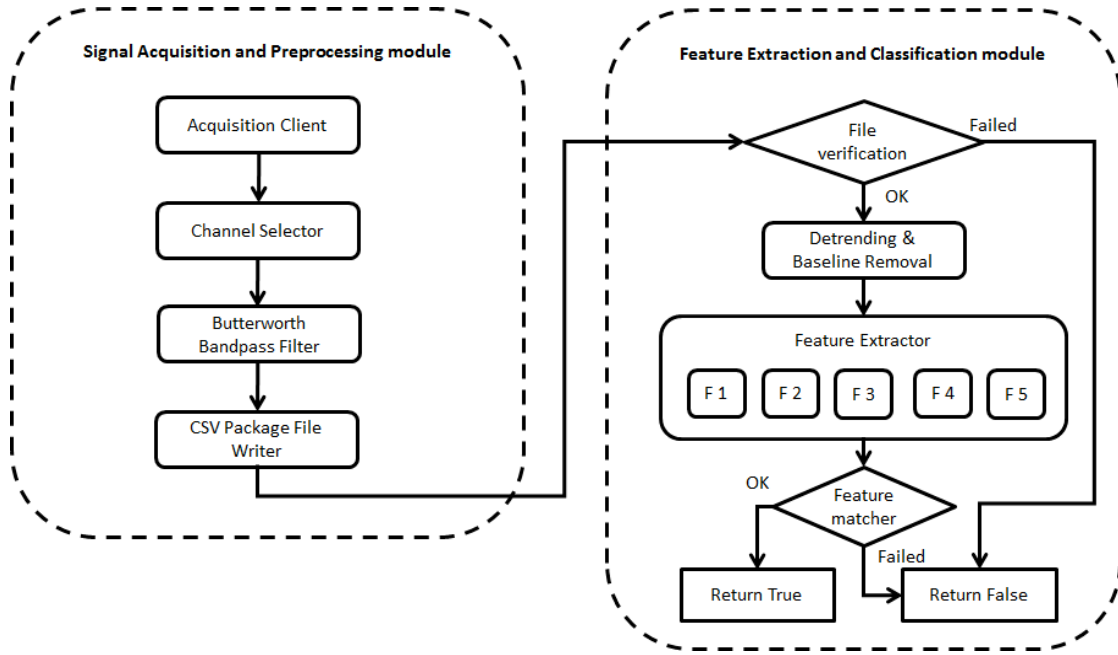 Signal Acquisition and Preprocessing module
Acquisition Client
Channel Selector
Butterworth
Bandpass Filter
CSV Package File
Writer
Feature Extraction and Classification module
File
verification
Failed
OK
Detrending &
Baseline Removal
Feature Extractor
F 1
F 2
F 3
F 4
F 5
OK
Feature
matcher
Failed
Return True
Return False